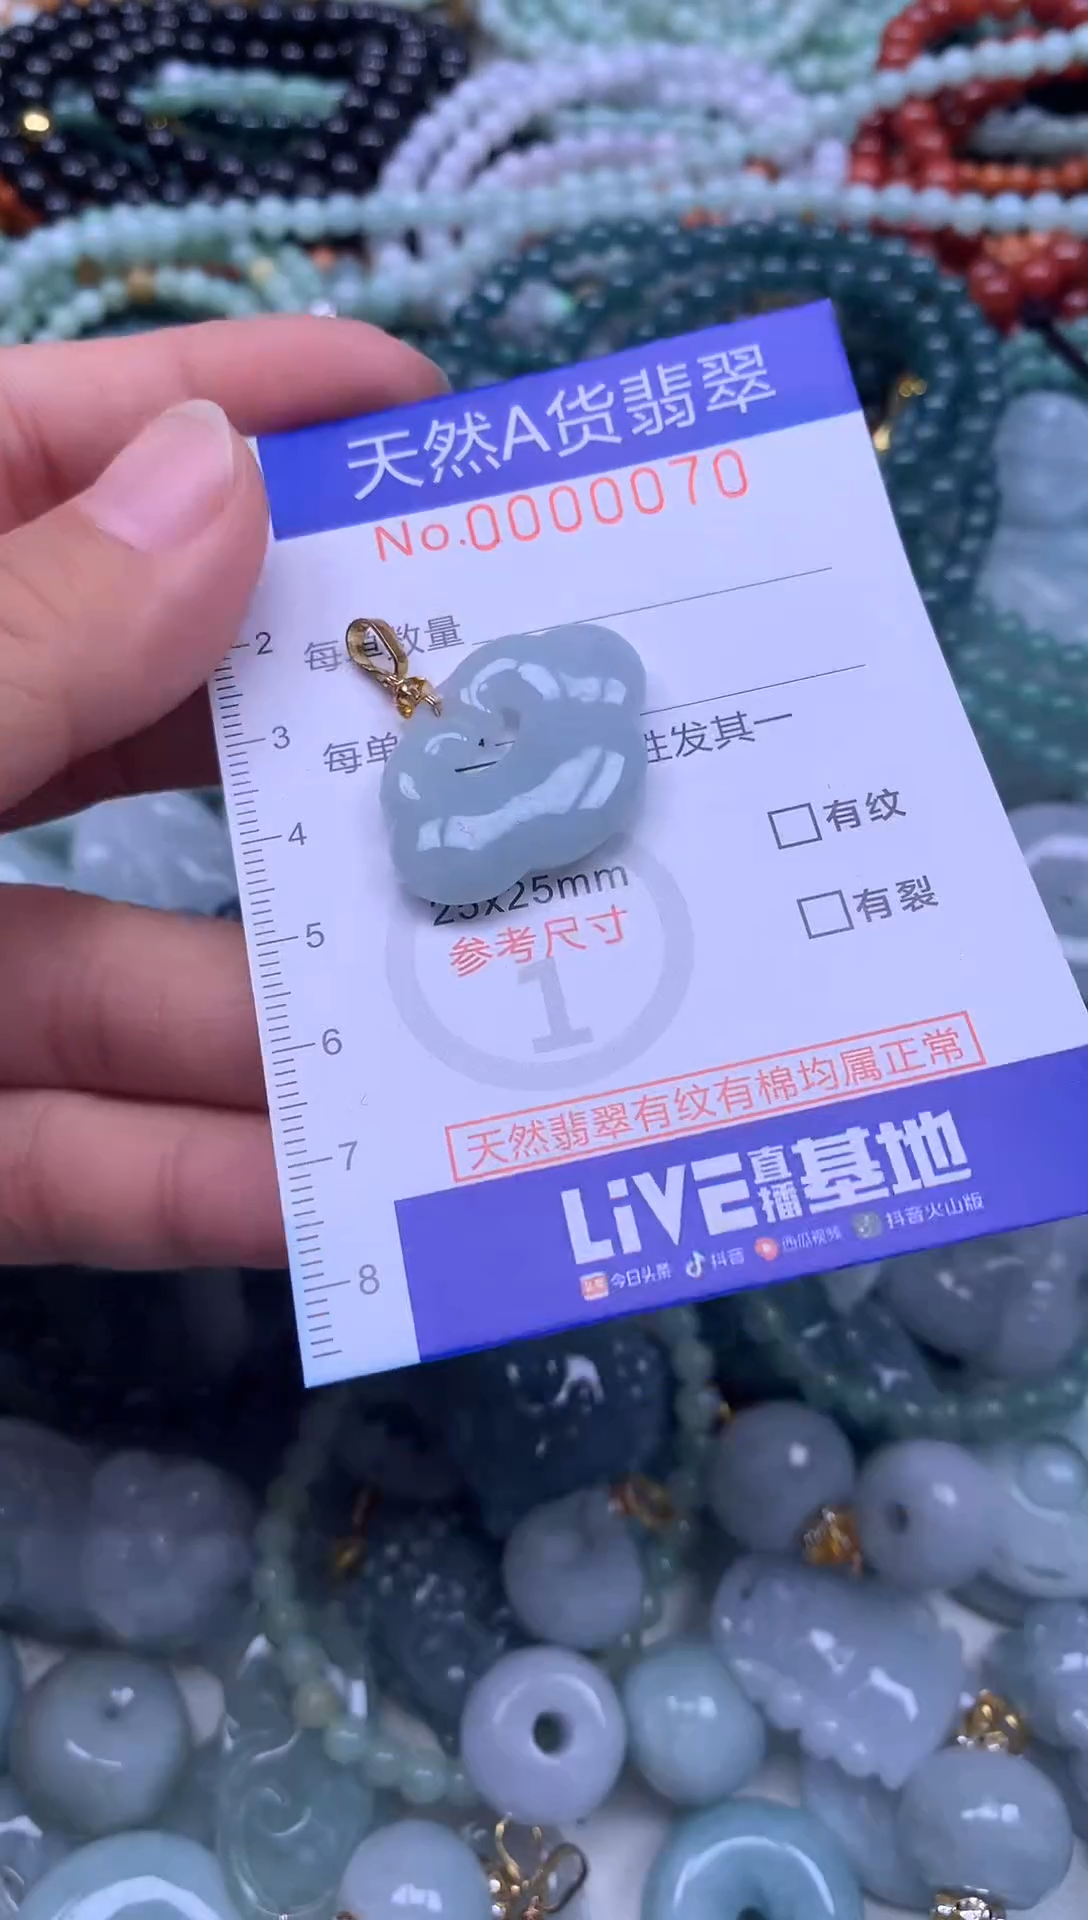 天然A货翡翠
No.0000070
每 数量
每单 性发其一
有纹
25x25mm
有裂
参考尺寸
1
天然翡翠有纹有棉均属正常
LiVE直播基地
今日头条 抖音 西瓜视频 抖音火山版
2
3
4
5
6
7
8